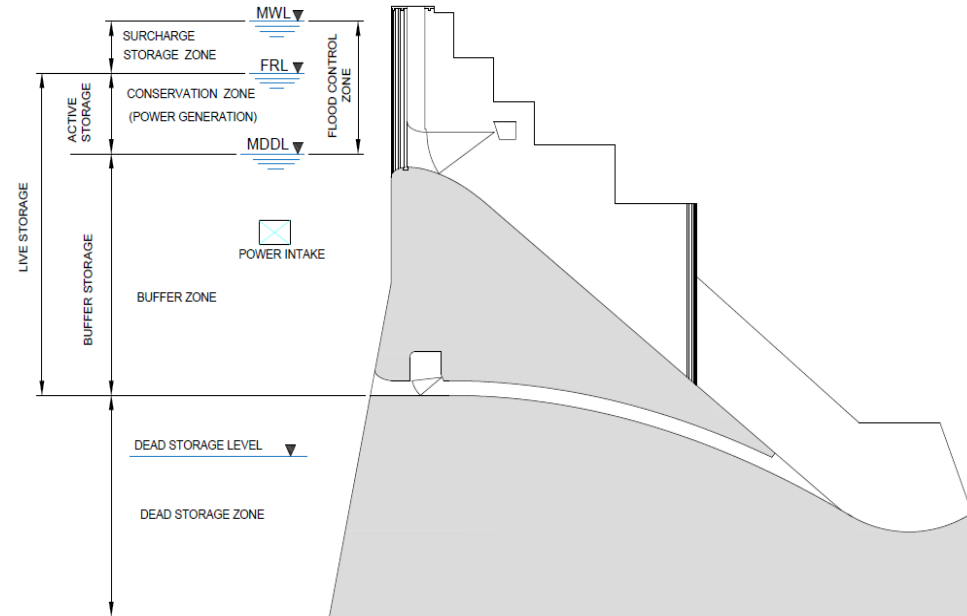 MWL
SURCHARGE
STORAGE ZONE
FRL
CONSERVATION ZONE
(POWER GENERATION)
FLOOD CONTROL
ZONE
ACTIVE
STORAGE
MDDL
LIVE STORAGE
BUFFER STORAGE
POWER INTAKE
BUFFER ZONE
DEAD STORAGE LEVEL
DEAD STORAGE ZONE